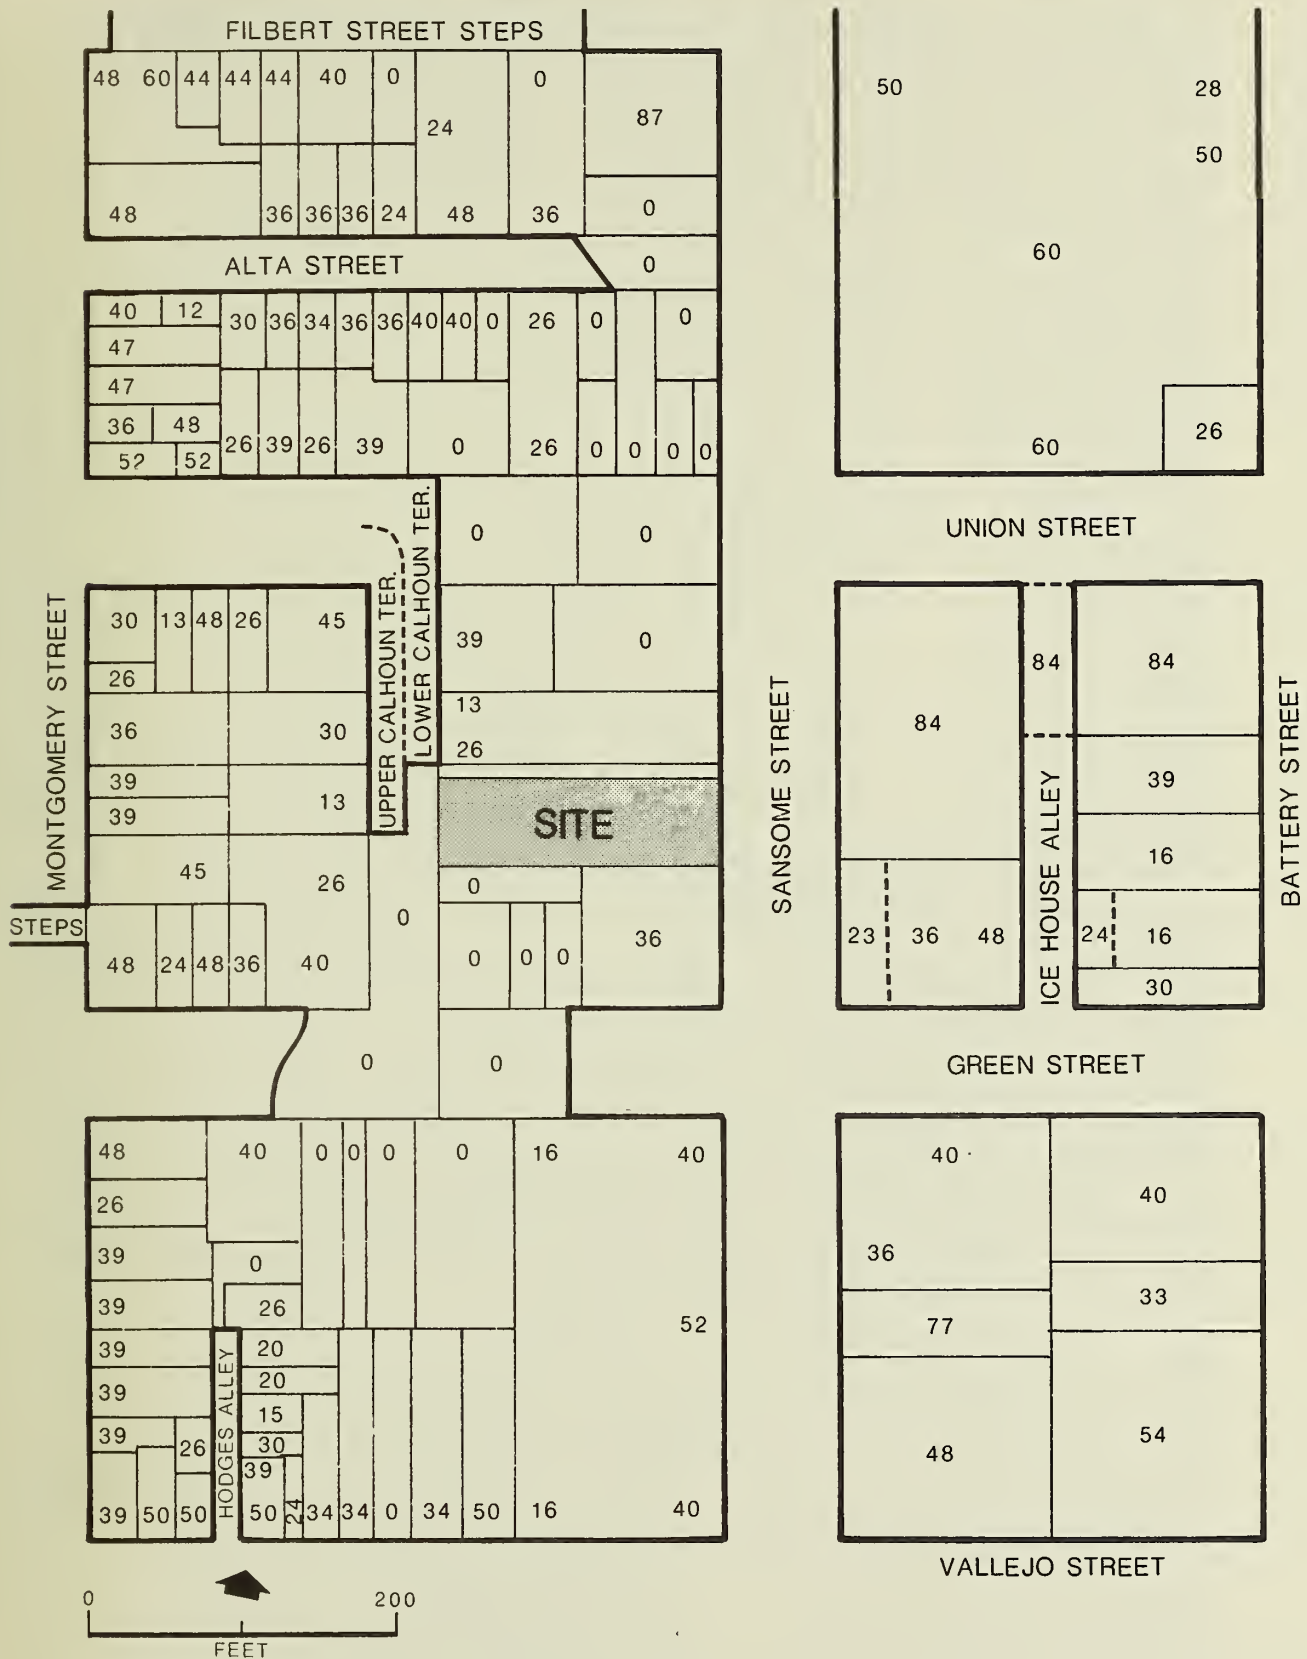 FILBERT STREET STEPS
48 60 44 44 44 40 0 0
24
87
48 36 36 36 24 48 36
0
50 28
50
60
60
26
ALTA STREET
0
40 12 30 36 34 36 36 40 40 0 26 0 0
47
47
36 48
52 52
26 39 26 39 0 26 0 0 0 0
UNION STREET
LOWER CALHOUN TER.
UPPER CALHOUN TER.
0 0
39 0
13
26
MONTGOMERY STREET
30 13 48 26 45
26
36 30
39
39
13
45 26
STEPS
48 24 48 36 40
0
SITE
0
0 0 0
36
SANSOME STREET
84
84
84
39
16
23 36 48
24 16
30
ICE HOUSE ALLEY
BATTERY STREET
0 0
GREEN STREET
48 40 0 0 0 0 16 40
26
39
0
39
26
39
20
52
39
20
15
39
26
30
39
39 50 50
50 24 34 34 0 34 50 16 40
HODGES ALLEY
40
40
36
33
77
54
48
VALLEJO STREET
0 200
FEET